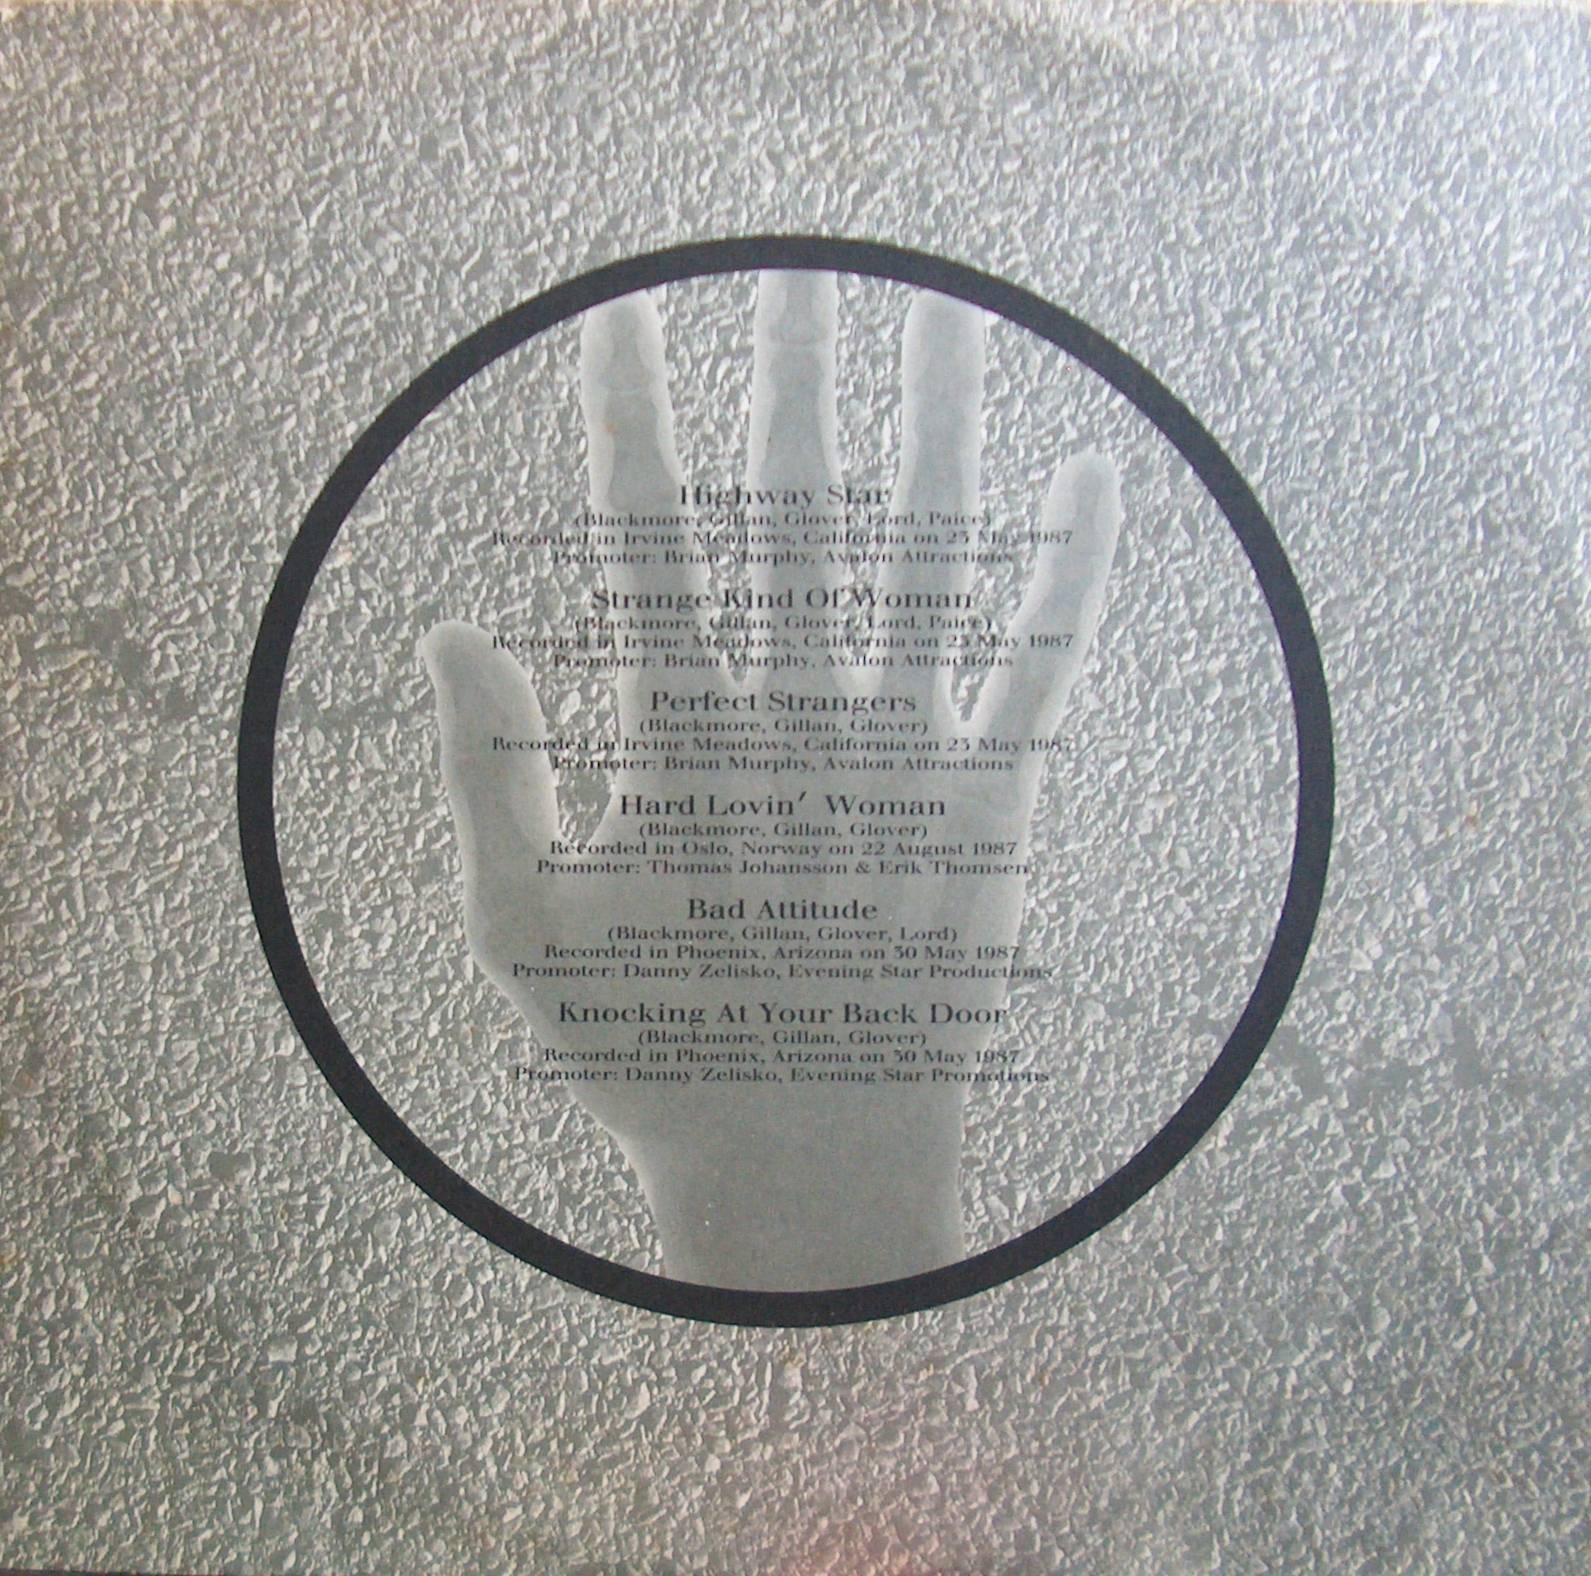 Highway Star
(Blackmore, Gillan, Glover, Lord, Paice)
Recorded in Irvine Meadows, California on 23 May 1987
Promoter: Brian Murphy, Avalon Attractions
Strange Kind Of Woman
(Blackmore, Gillan, Glover, Lord, Paice)
Recorded in Irvine Meadows, California on 23 May 1987
Promoter: Brian Murphy, Avalon Attractions
Perfect Strangers
(Blackmore, Gillan, Glover)
Recorded in Irvine Meadows, California on 23 May 1987
Promoter: Brian Murphy, Avalon Attractions
Hard Lovin' Woman
(Blackmore, Gillan, Glover)
Recorded in Oslo, Norway on 22 August 1987
Promoter: Thomas Johansson & Erik Thomsen
Bad Attitude
(Blackmore, Gillan, Glover, Lord)
Recorded in Phoenix, Arizona on 30 May 1987
Promoter: Danny Zelisko, Evening Star Productions
Knocking At Your Back Door
(Blackmore, Gillan, Glover)
Recorded in Phoenix, Arizona on 30 May 1987
Promoter: Danny Zelisko, Evening Star Promotions